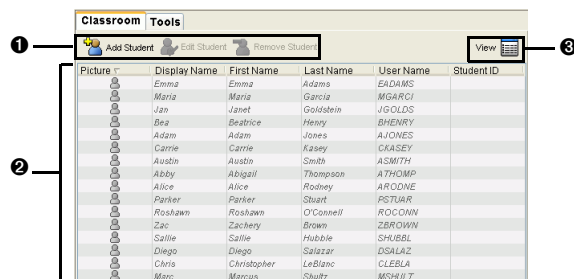 Classroom Tools
❶ Add Student Edit Student Remove Student View ❸
Picture Display Name First Name Last Name User Name Student ID
Emma Emma Adams EADAMS
Maria Maria Garcia MGARCI
Jan Janet Goldstein JGOLDS
Bea Beatrice Henry BHENRY
Adam Adam Jones AJONES
Carrie Carrie Kasey CKASEY
Austin Austin Smith ASMITH
❷ Abby Abigail Thompson ATHOMP
Alice Alice Rodney ARODNE
Parker Parker Stuart PSTUAR
Roshawn Roshawn O'Connell ROCONN
Zac Zachery Brown ZBROWN
Sallie Sallie Hubble SHUBBL
Diego Diego Salazar DSALAZ
Chris Christopher LeBlanc CLEBLA
Marc Marcus Shultz MSHULT